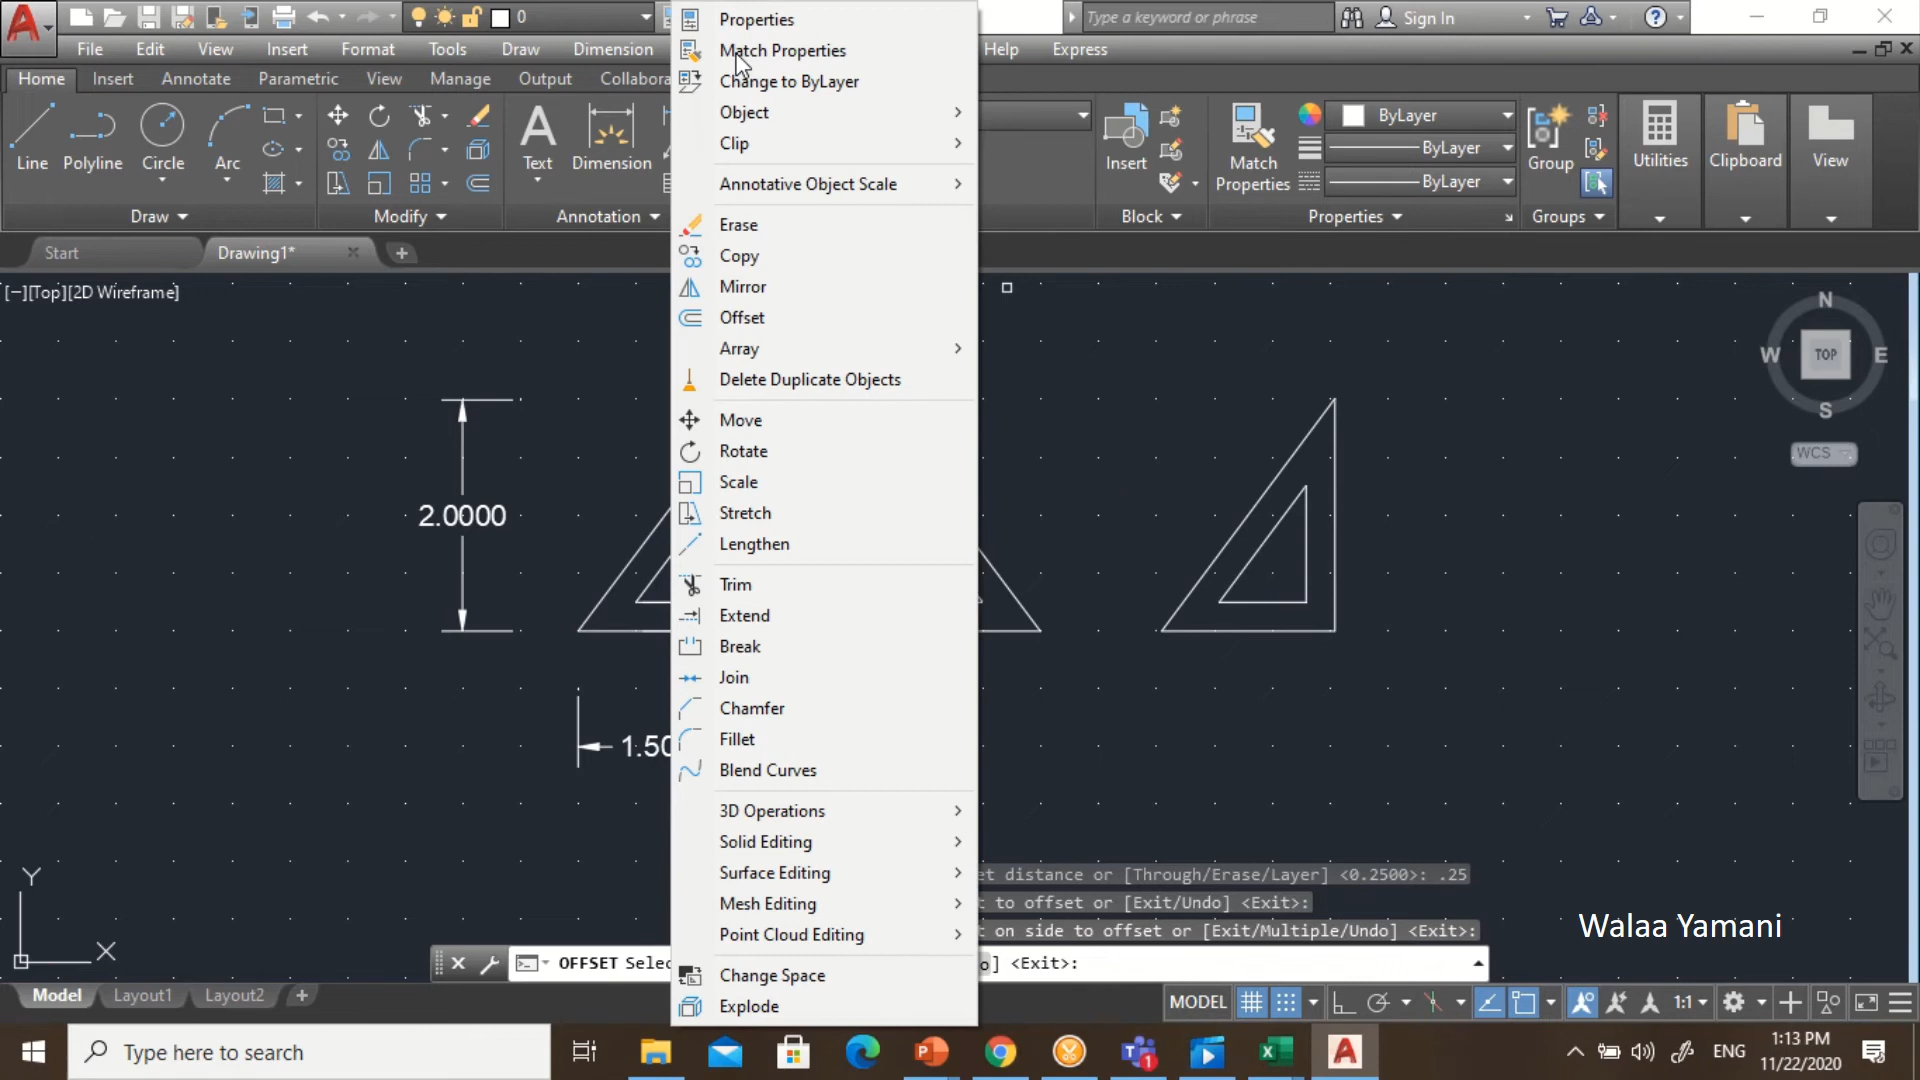 0
Type a keyword or phrase
Sign In
File Edit View Insert Format Tools Draw Dimension Help Express
Home Insert Annotate Parametric View Manage Output Collabora
Line Polyline Circle Arc
Text Dimension
Insert
Match Properties
ByLayer
ByLayer
ByLayer
Group
Utilities
Clipboard
View
Draw Modify Annotation Block Properties Groups
Start Drawing1*
[−][Top][2D Wireframe]
Properties
Match Properties
Change to ByLayer
Object
Clip
Annotative Object Scale
Erase
Copy
Mirror
Offset
Array
Delete Duplicate Objects
Move
Rotate
Scale
Stretch
Lengthen
Trim
Extend
Break
Join
Chamfer
Fillet
Blend Curves
3D Operations
Solid Editing
Surface Editing
Mesh Editing
Point Cloud Editing
Change Space
Explode
N
W TOP E
S
WCS
2.0000
1.50
Y
X
et distance or [Through/Erase/Layer] <0.2500>: .25
t to offset or [Exit/Undo] <Exit>:
t on side to offset or [Exit/Multiple/Undo] <Exit>:
OFFSET Selec o] <Exit>:
Walaa Yamani
Model Layout1 Layout2
MODEL 1:1
Type here to search
1
ENG
1:13 PM
11/22/2020